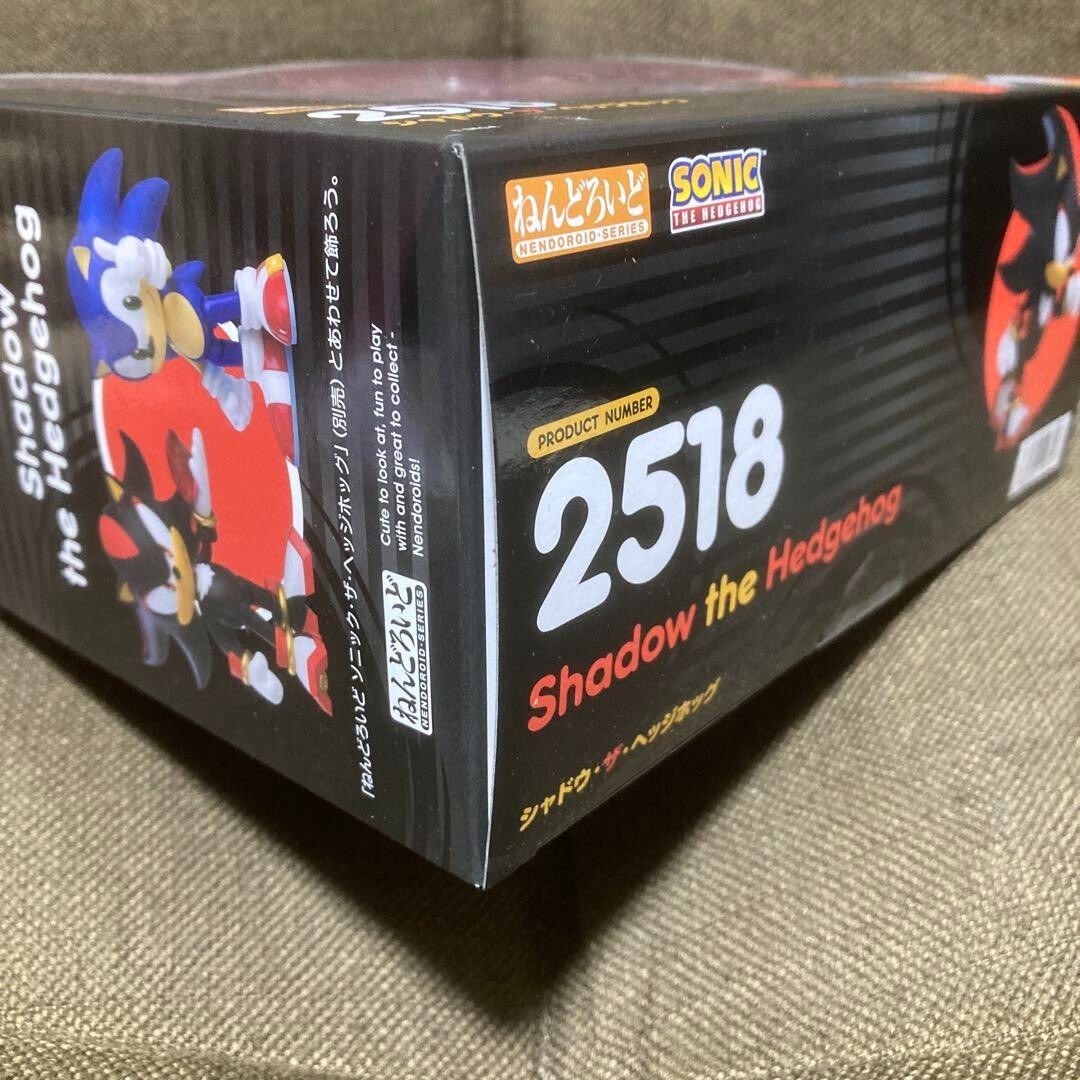 Shadow
the Hedgehog
「ねんどろいど ソニック・ザ・ヘッジホッグ」(別売)とあわせて飾ろう。
Cute to look at, fun to play
with and great to collect -
Nendoroids!
ねんどろいど
NENDOROID・SERIES
ねんどろいど
NENDOROID・SERIES
SONIC
THE HEDGEHOG
TM
PRODUCT NUMBER
2518
Shadow the Hedgehog
シャドウ・ザ・ヘッジホッグ
2518